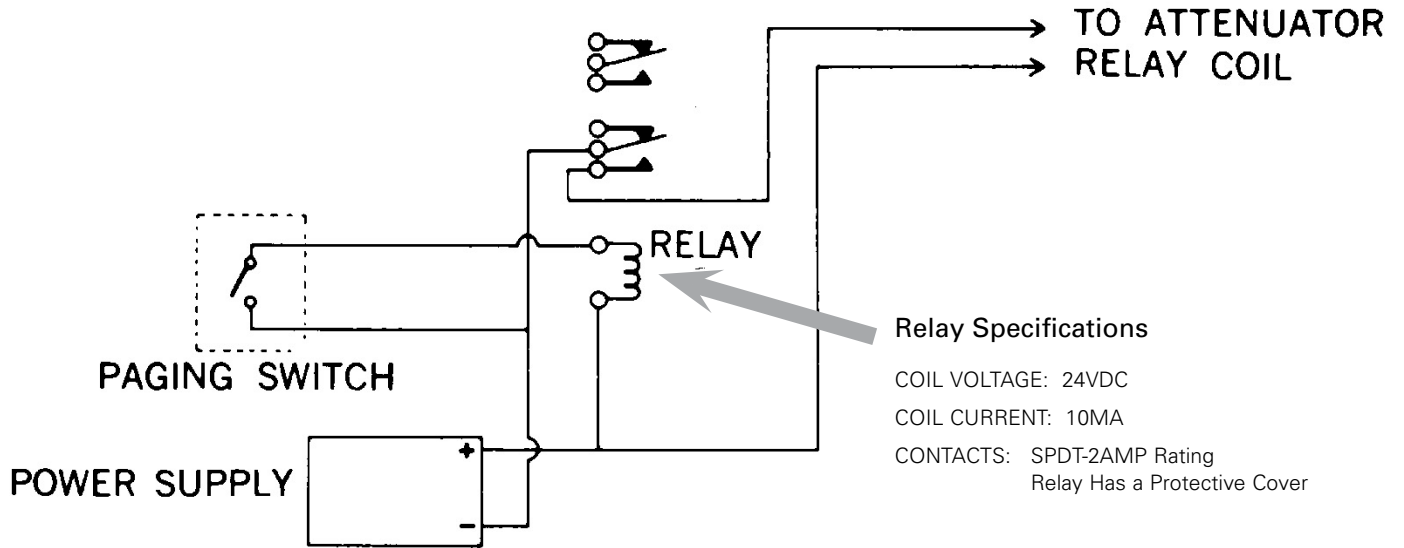 TO ATTENUATOR
RELAY COIL
RELAY
PAGING SWITCH
Relay Specifications
COIL VOLTAGE: 24VDC
COIL CURRENT: 10MA
CONTACTS: SPDT-2AMP Rating
Relay Has a Protective Cover
POWER SUPPLY
+
−